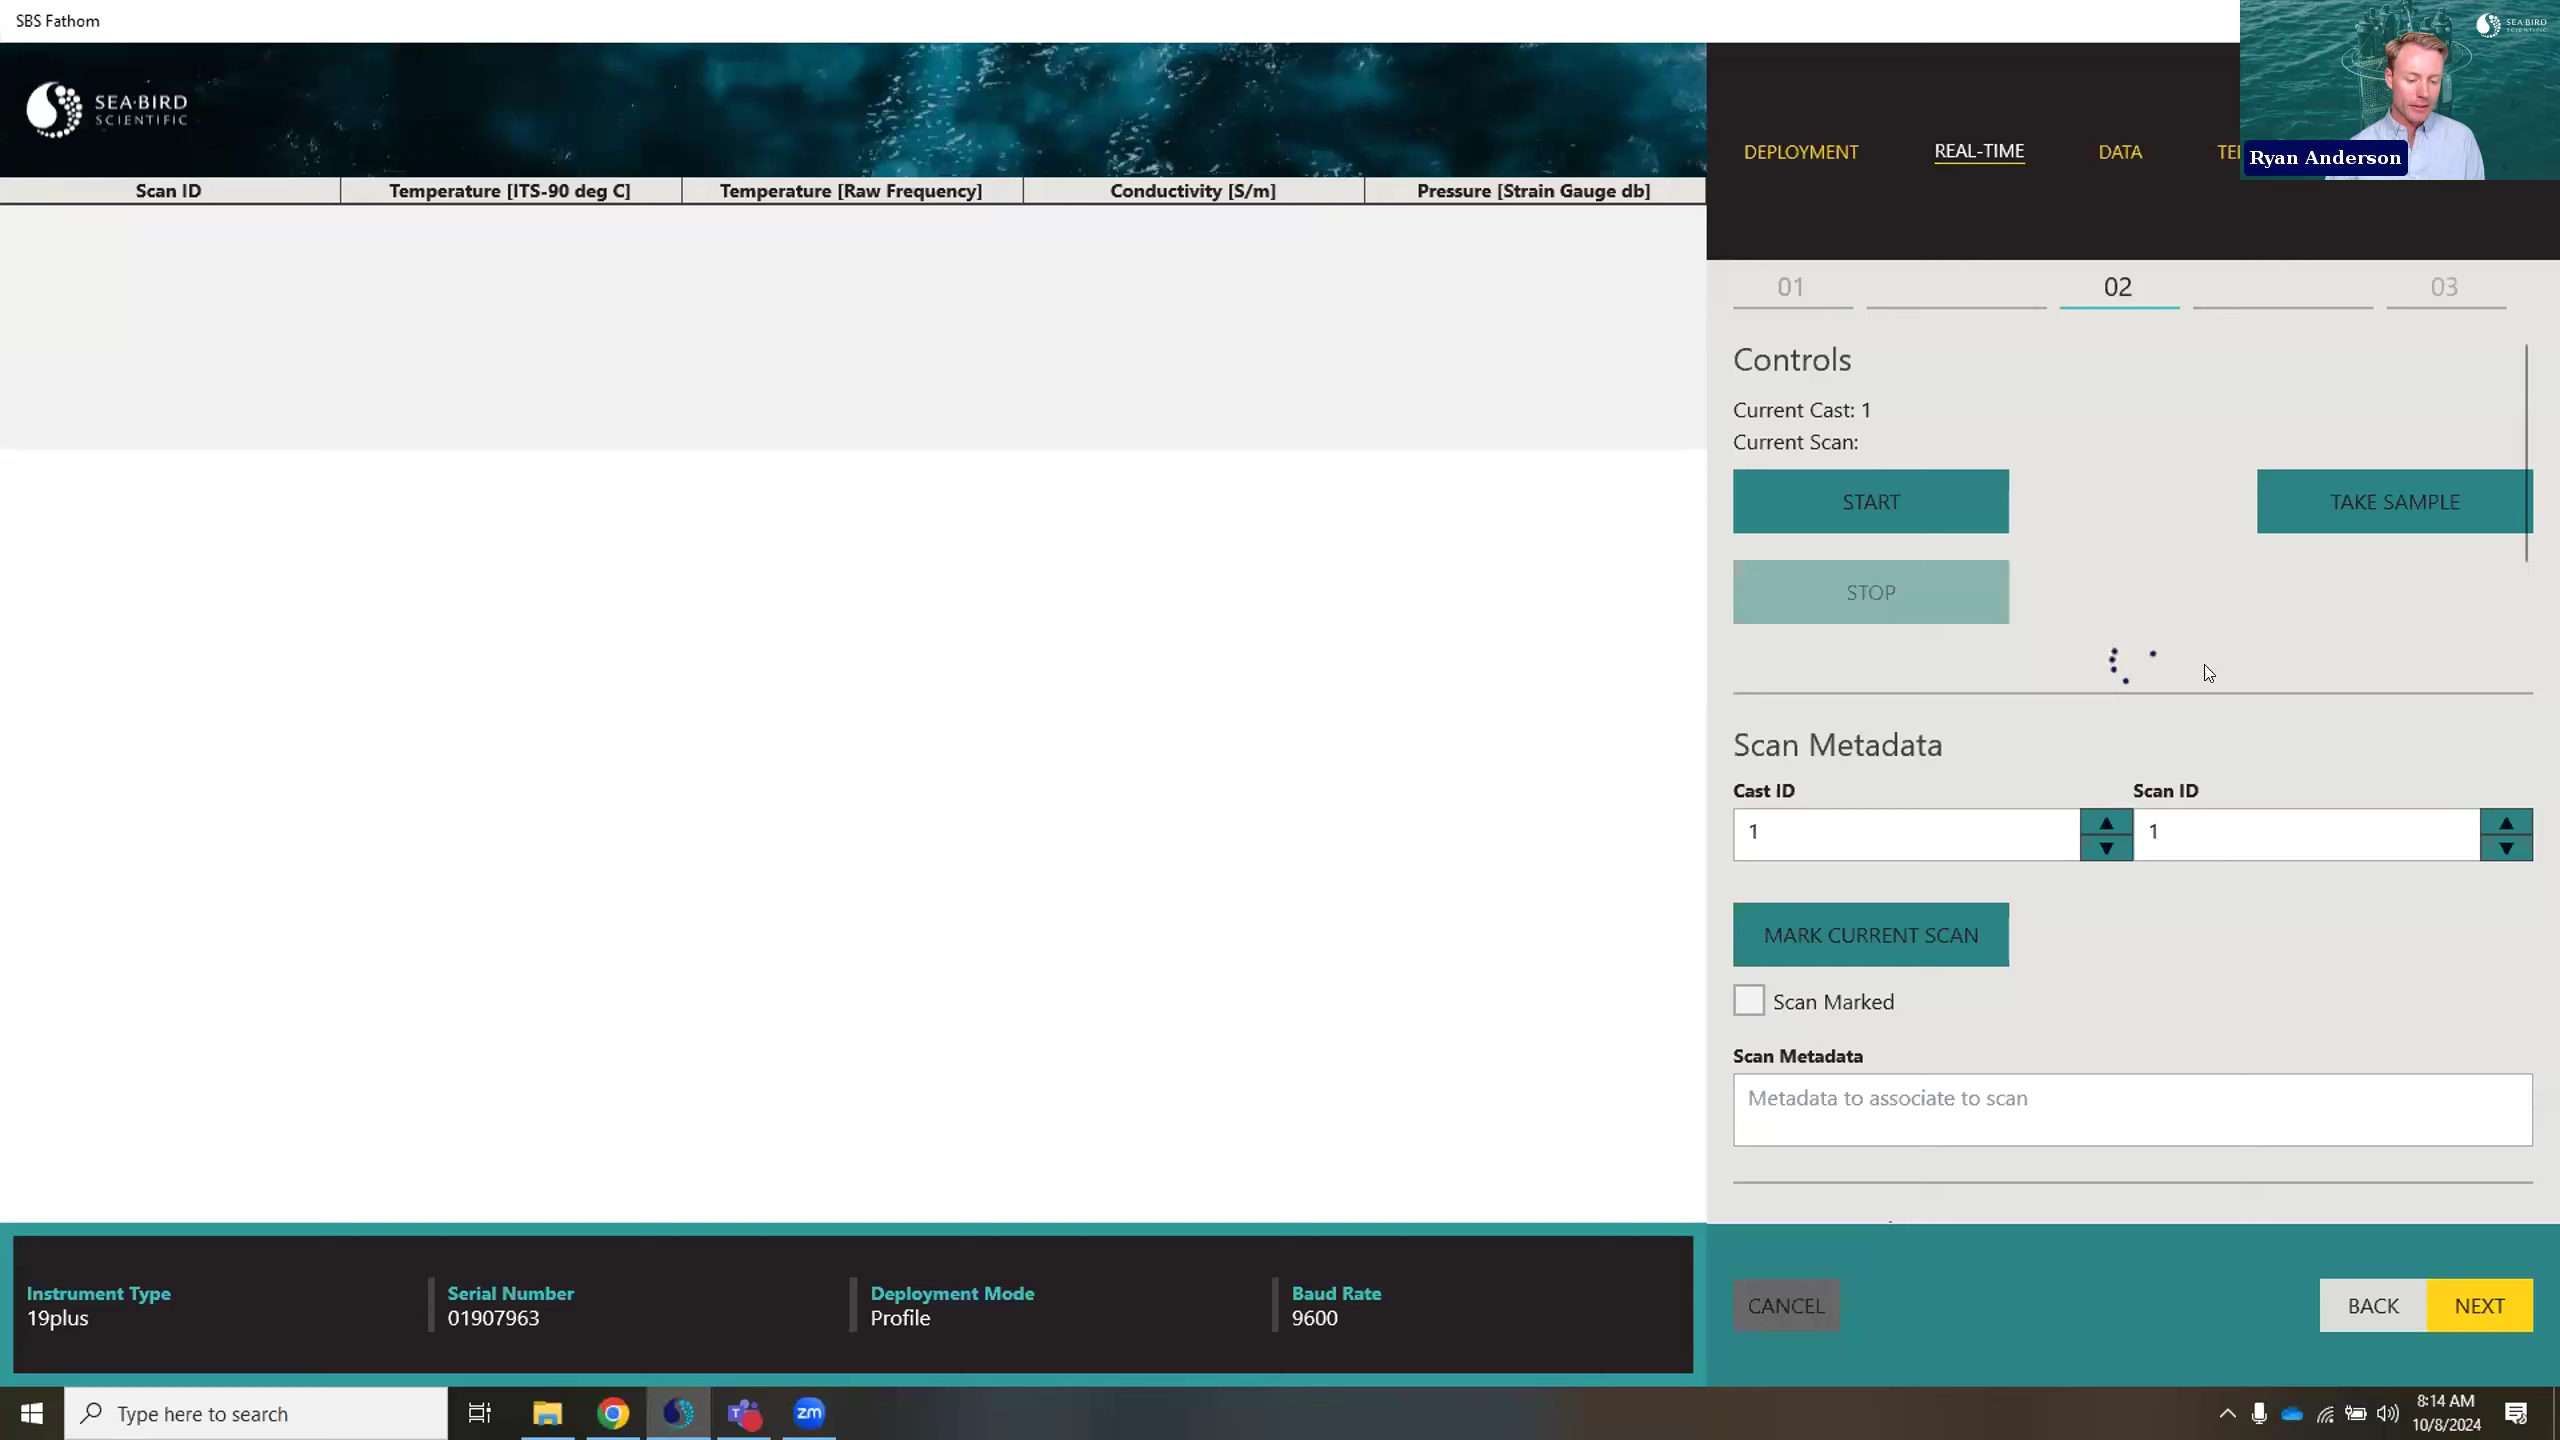 SBS Fathom
SEA·BIRD
SCIENTIFIC
SEA·BIRD
SCIENTIFIC
Ryan Anderson
DEPLOYMENT
REAL-TIME
DATA
Scan ID
Temperature [ITS-90 deg C]
Temperature [Raw Frequency]
Conductivity [S/m]
Pressure [Strain Gauge db]
01
02
03
Controls
Current Cast: 1
Current Scan:
START
TAKE SAMPLE
STOP
Scan Metadata
Cast ID
Scan ID
1
1
MARK CURRENT SCAN
Scan Marked
Scan Metadata
Metadata to associate to scan
Instrument Type
19plus
Serial Number
01907963
Deployment Mode
Profile
Baud Rate
9600
CANCEL
BACK
NEXT
Type here to search
zm
8:14 AM
10/8/2024